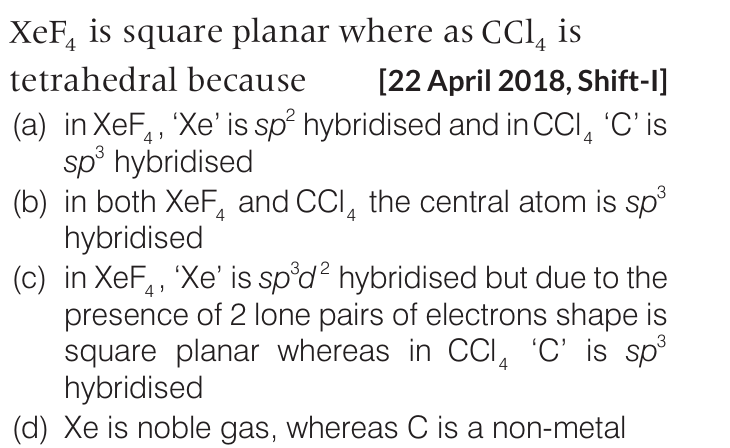 XeF₄ is square planar where as CCl₄ is
tetrahedral because [22 April 2018, Shift-I]
(a) in XeF₄, ‘Xe’ is sp² hybridised and in CCl₄ ‘C’ is
sp³ hybridised
(b) in both XeF₄ and CCl₄ the central atom is sp³
hybridised
(c) in XeF₄, ‘Xe’ is sp³d² hybridised but due to the
presence of 2 lone pairs of electrons shape is
square planar whereas in CCl₄ ‘C’ is sp³
hybridised
(d) Xe is noble gas, whereas C is a non-metal